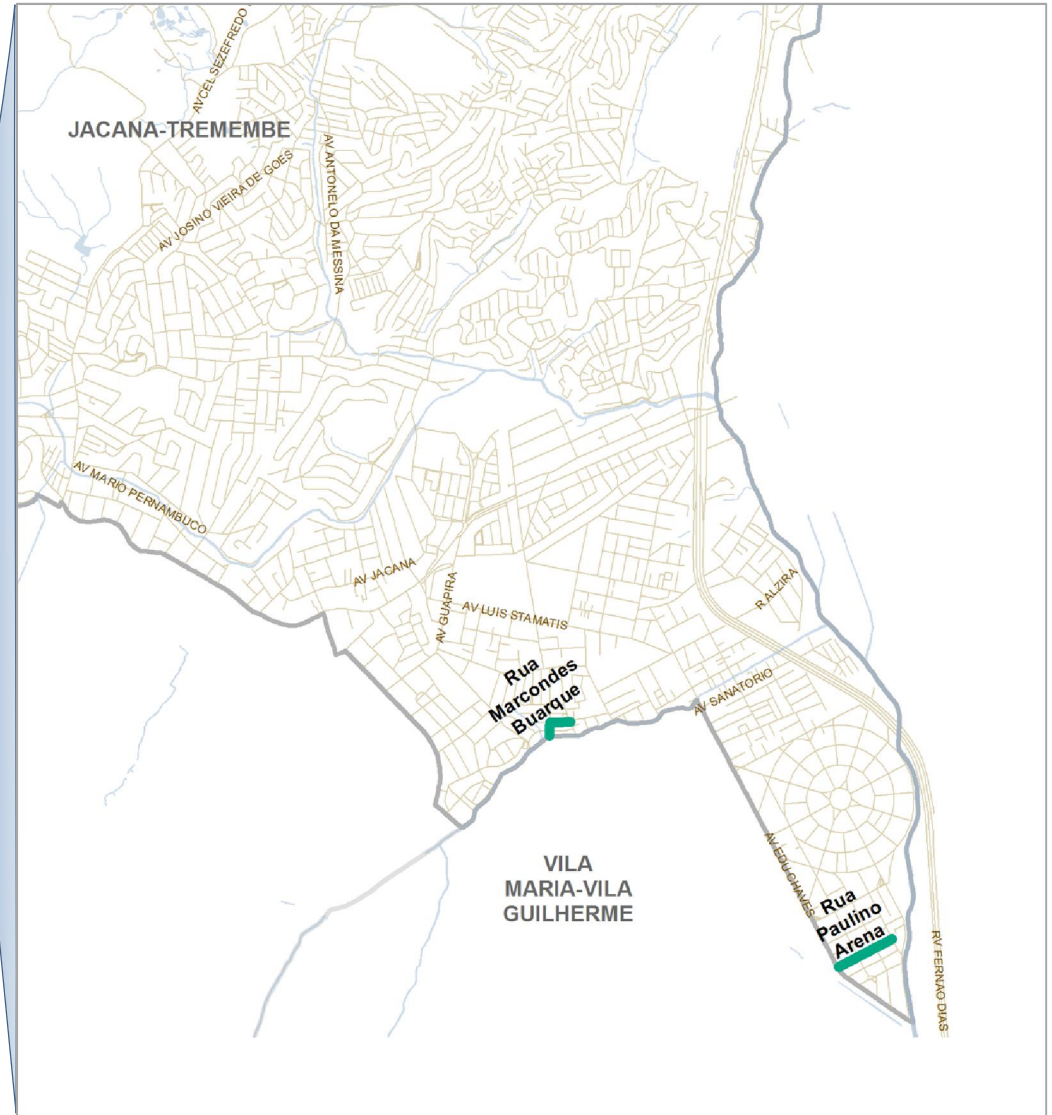 AV CEL SEZEFREDO
JACANA-TREMEMBE
AV JOSINO VIEIRA DE GOES
AV ANTONELO DA MESSINA
AV MARIO PERNAMBUCO
AV JACANA
AV GUAPIRA
AV LUIS STAMATIS
R ALZIRA
Rua
Marcondes
Buarque
AV SANATORIO
VILA
MARIA-VILA
GUILHERME
AV EDU CHAVES
Rua
Paulino
Arena
RV FERNAO DIAS